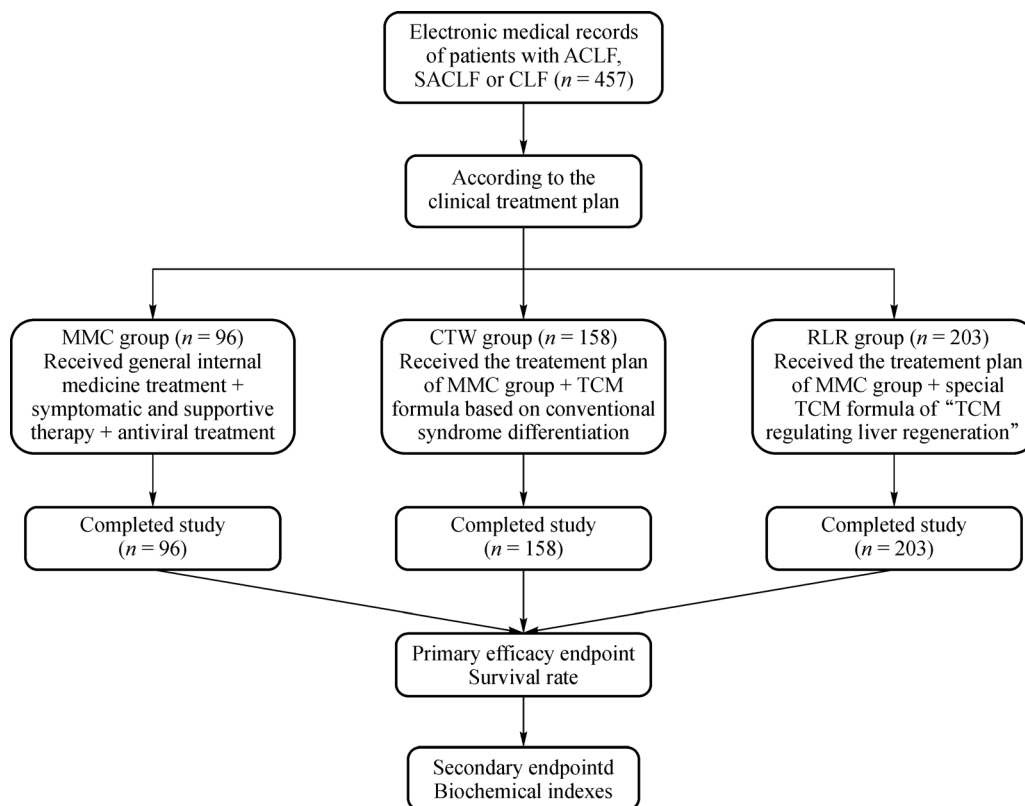 Electronic medical records
of patients with ACLF,
SACLF or CLF (n = 457)
According to the
clinical treatment plan
MMC group (n = 96)
Received general internal
medicine treatment +
symptomatic and supportive
therapy + antiviral treatment
CTW group (n = 158)
Received the treatement plan
of MMC group + TCM
formula based on conventional
syndrome differentiation
RLR group (n = 203)
Received the treatement plan
of MMC group + special
TCM formula of “TCM
regulating liver regeneration”
Completed study
(n = 96)
Completed study
(n = 158)
Completed study
(n = 203)
Primary efficacy endpoint
Survival rate
Secondary endpointd
Biochemical indexes